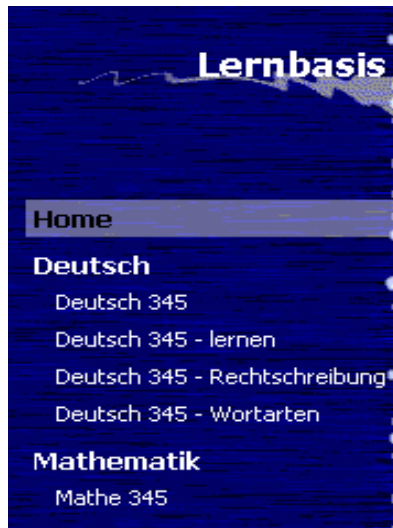 Lernbasis
Home
Deutsch
Deutsch 345
Deutsch 345 - lernen
Deutsch 345 - Rechtschreibung
Deutsch 345 - Wortarten
Mathematik
Mathe 345